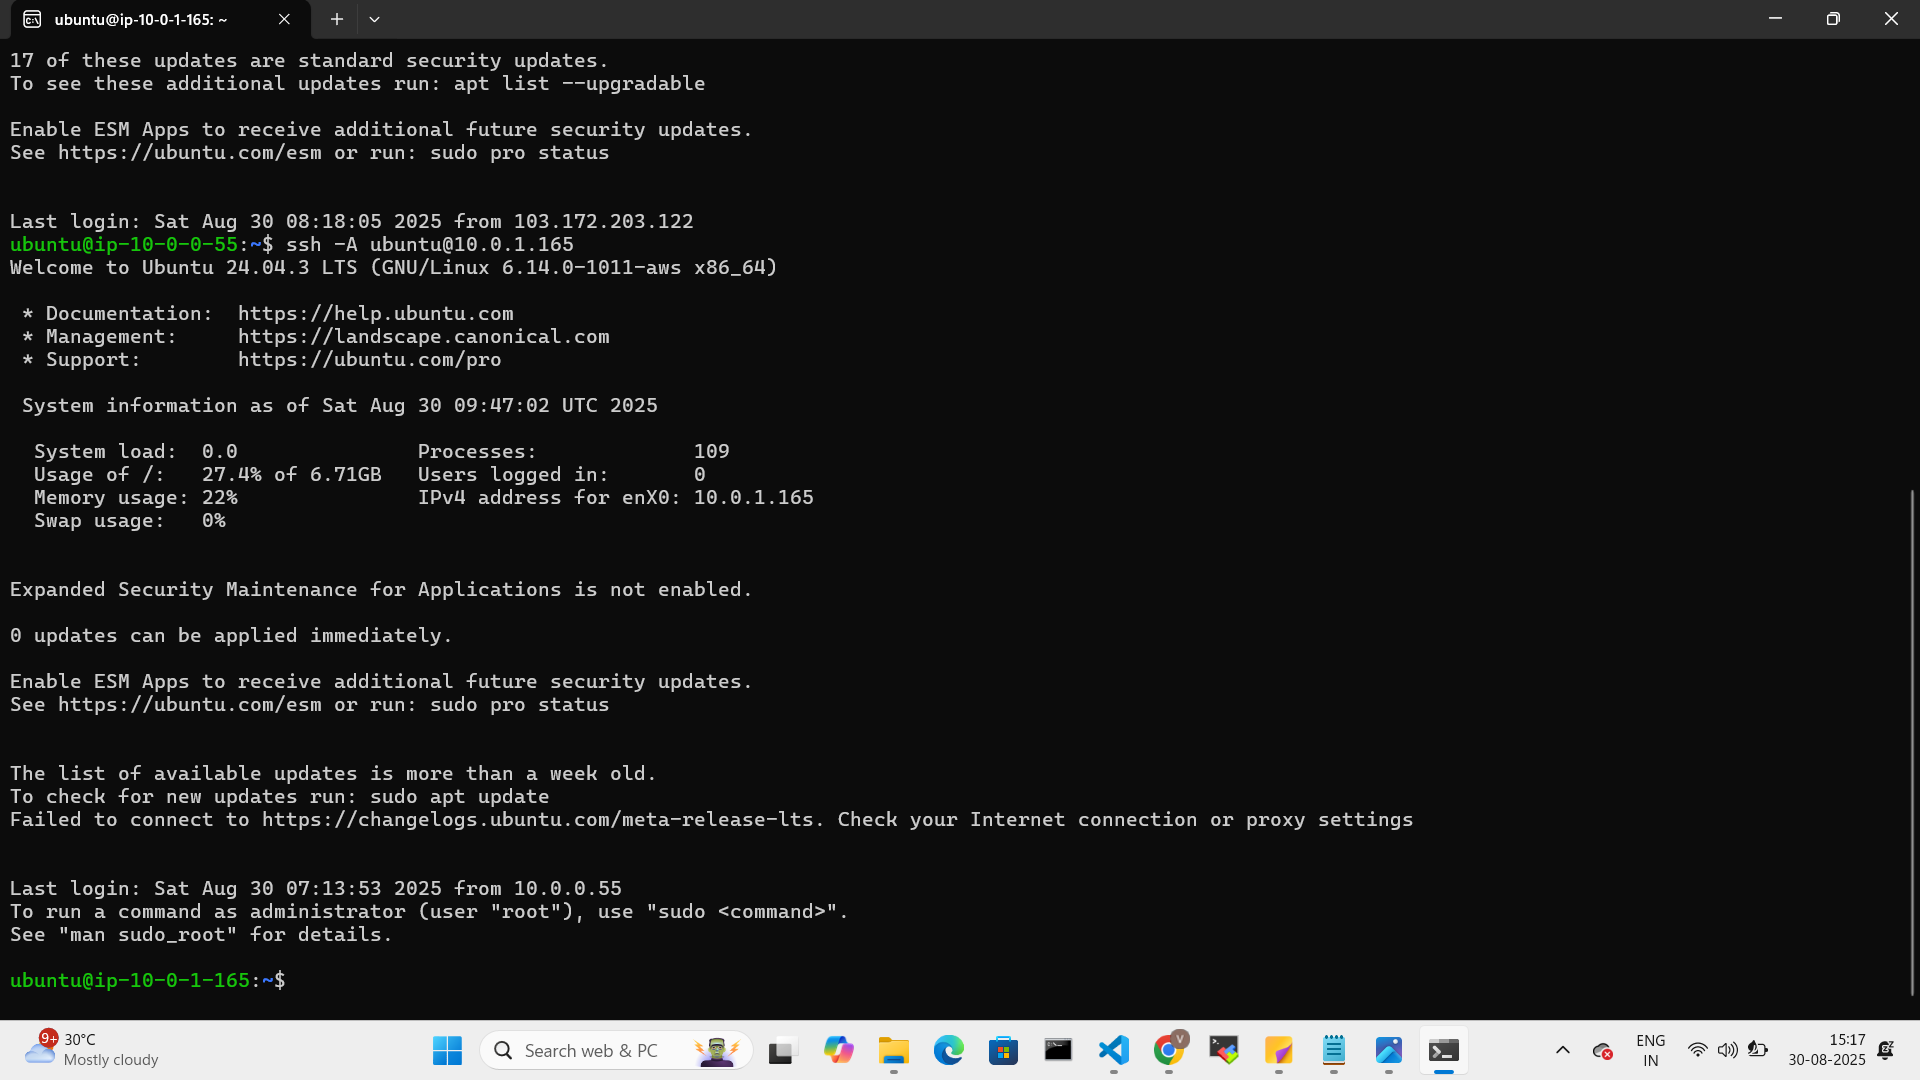 ubuntu@ip-10-0-1-165: ~
17 of these updates are standard security updates.
To see these additional updates run: apt list --upgradable
Enable ESM Apps to receive additional future security updates.
See https://ubuntu.com/esm or run: sudo pro status
Last login: Sat Aug 30 08:18:05 2025 from 103.172.203.122
ubuntu@ip-10-0-0-55:~$ ssh -A ubuntu@10.0.1.165
Welcome to Ubuntu 24.04.3 LTS (GNU/Linux 6.14.0-1011-aws x86_64)
* Documentation:  https://help.ubuntu.com
* Management:     https://landscape.canonical.com
* Support:        https://ubuntu.com/pro
System information as of Sat Aug 30 09:47:02 UTC 2025
System load:  0.0               Processes:             109
Usage of /:   27.4% of 6.71GB   Users logged in:       0
Memory usage: 22%               IPv4 address for enX0: 10.0.1.165
Swap usage:   0%
Expanded Security Maintenance for Applications is not enabled.
0 updates can be applied immediately.
Enable ESM Apps to receive additional future security updates.
See https://ubuntu.com/esm or run: sudo pro status
The list of available updates is more than a week old.
To check for new updates run: sudo apt update
Failed to connect to https://changelogs.ubuntu.com/meta-release-lts. Check your Internet connection or proxy settings
Last login: Sat Aug 30 07:13:53 2025 from 10.0.0.55
To run a command as administrator (user "root"), use "sudo <command>".
See "man sudo_root" for details.
ubuntu@ip-10-0-1-165:~$
9+
30°C
Mostly cloudy
Search web & PC
V
ENG
IN
15:17
30-08-2025